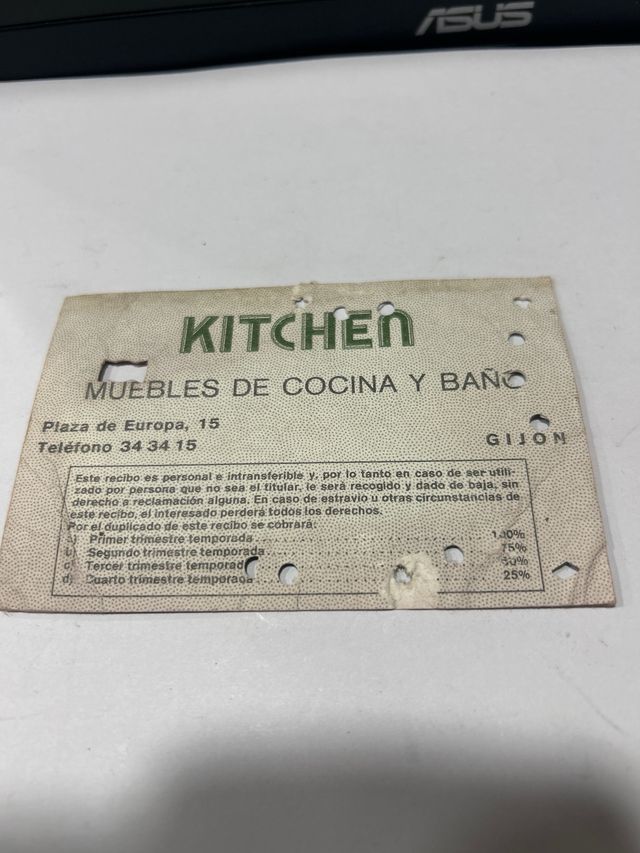 ASUS
KITCHEN
MUEBLES DE COCINA Y BAÑO
Plaza de Europa, 15
Teléfono 34 34 15
GIJON
Este recibo es personal e intransferible y, por lo tanto en caso de ser utili-
zado por persona que no sea el titular, le será recogido y dado de baja, sin
derecho a reclamación alguna. En caso de estravio u otras circunstancias de
este recibo, el interesado perderá todos los derechos.
Por el duplicado de este recibo se cobrará:
a) Primer trimestre temporada 100%
b) Segundo trimestre temporada 75%
c) Tercer trimestre temporada 50%
d) Cuarto trimestre temporada 25%